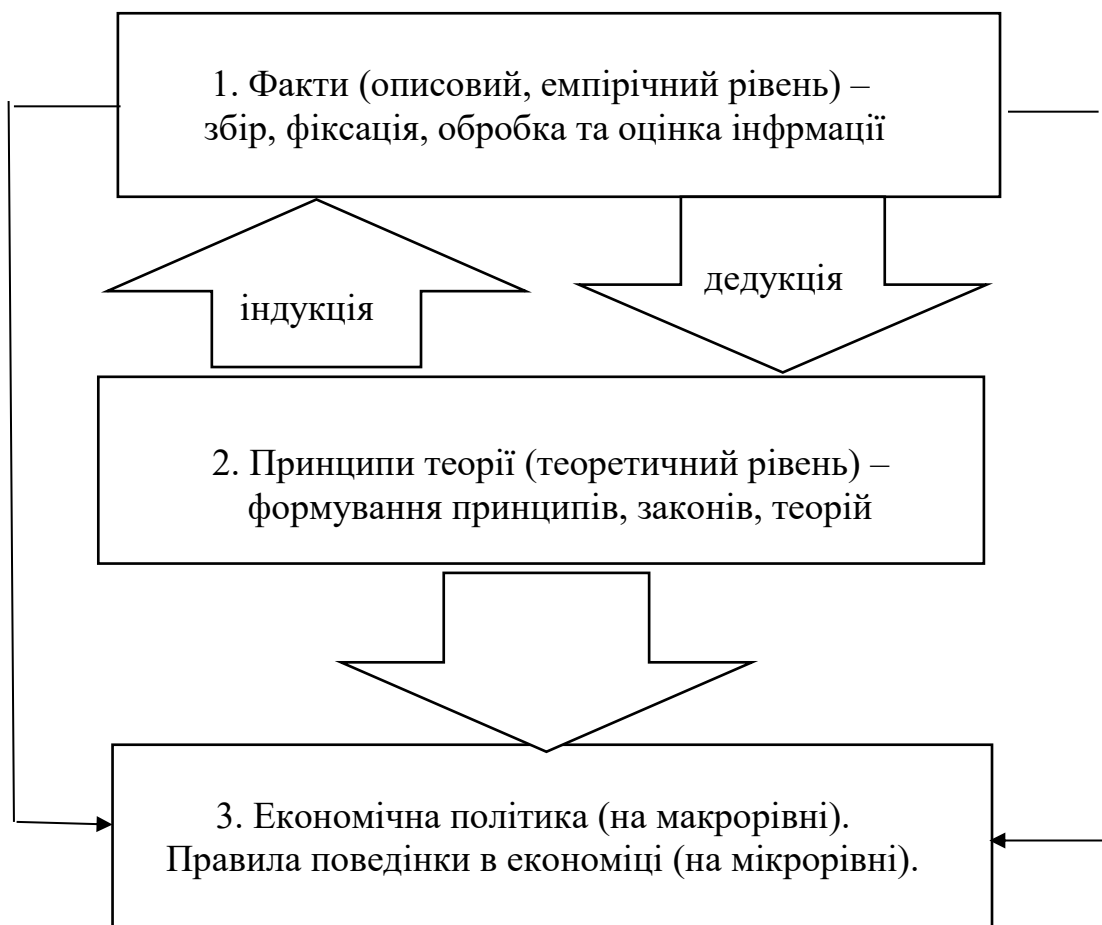 1. Факти (описовий, емпіричний рівень) –
збір, фіксація, обробка та оцінка інфрмації
індукція
дедукція
2. Принципи теорії (теоретичний рівень) –
формування принципів, законів, теорій
3. Економічна політика (на макрорівні).
Правила поведінки в економіці (на мікрорівні).